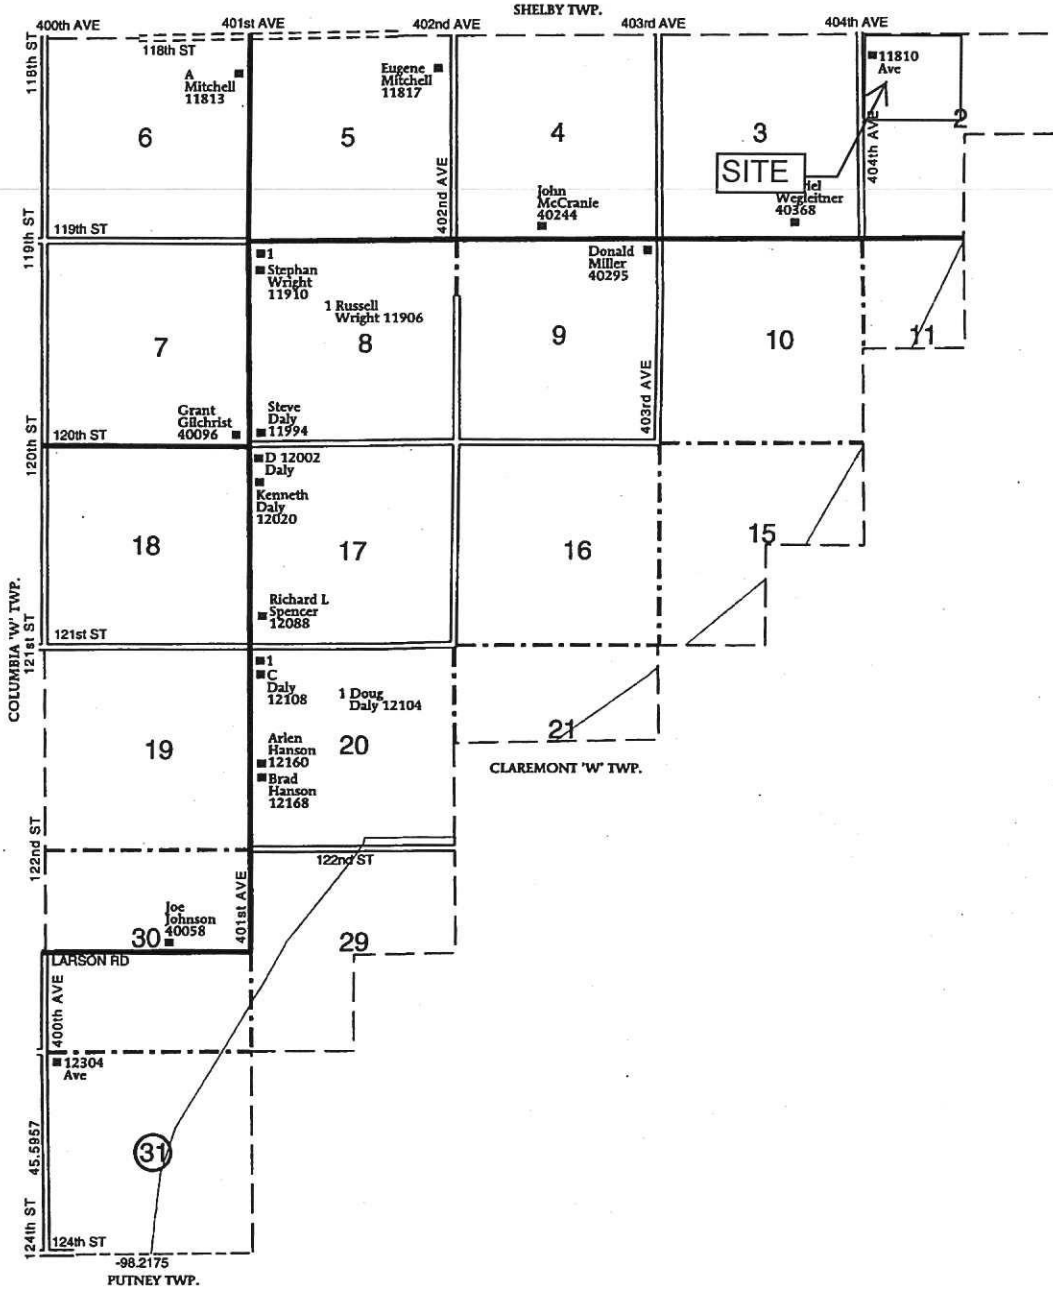 SHELBY TWP.
400th AVE
401st AVE
402nd AVE
403rd AVE
404th AVE
118th ST
118th ST
A
Mitchell
11813
Eugene
Mitchell
11817
11810
Ave
6
5
4
3
2
SITE
404th AVE
402nd AVE
John
McCranie
40244
Wegleitner
40368
119th ST
119th ST
1
Stephan
Wright
11910
1 Russell
Wright 11906
Donald
Miller
40295
7
8
9
10
11
403rd AVE
Grant
Gilchrist
40096
Steve
Daly
11994
120th ST
120th ST
D 12002
Daly
Kenneth
Daly
12020
18
17
16
15
Richard L
Spencer
12088
121st ST
121st ST
COLUMBIA 'W' TWP.
1
C
Daly
12108
1 Doug
Daly 12104
Arlen
Hanson
12160
Brad
Hanson
12168
19
20
21
CLAREMONT 'W' TWP.
122nd ST
122nd ST
401st AVE
Joe
Johnson
40058
30
29
LARSON RD
400th AVE
12304
Ave
31
45.5957
124th ST
124th ST
-98.2175
PUTNEY TWP.